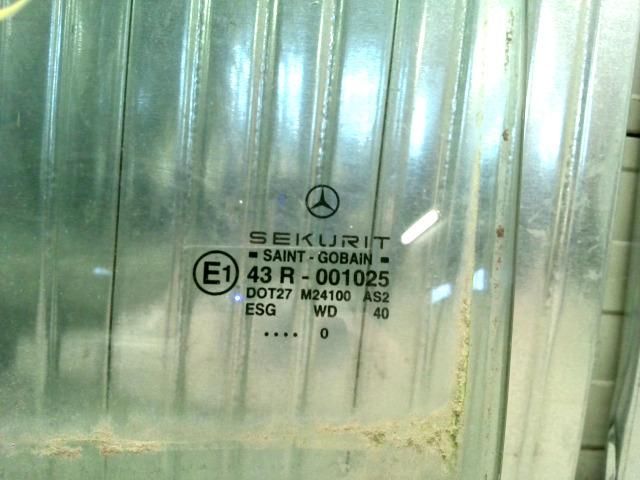 SEKURIT
SAINT - GOBAIN
E1 43 R - 001025
DOT27 M24100 AS2
ESG WD 40
.... 0